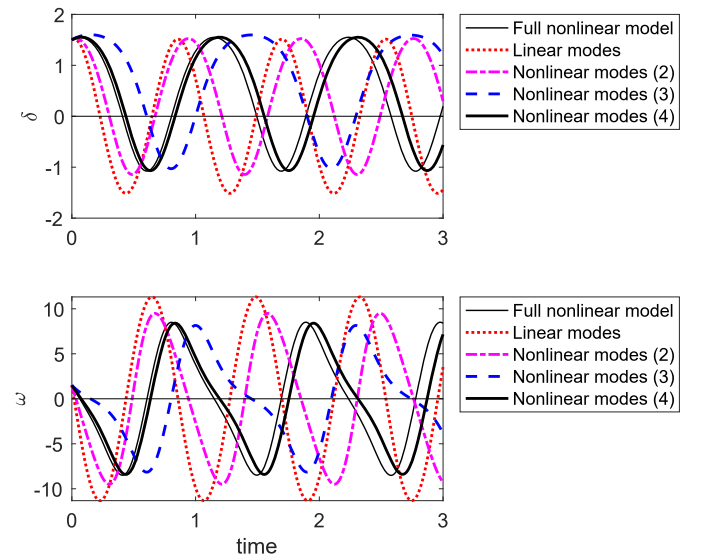 2
1
0
-1
-2
δ
0
1
2
3
Full nonlinear model
Linear modes
Nonlinear modes (2)
Nonlinear modes (3)
Nonlinear modes (4)
10
5
0
-5
-10
ω
0
1
2
3
time
Full nonlinear model
Linear modes
Nonlinear modes (2)
Nonlinear modes (3)
Nonlinear modes (4)